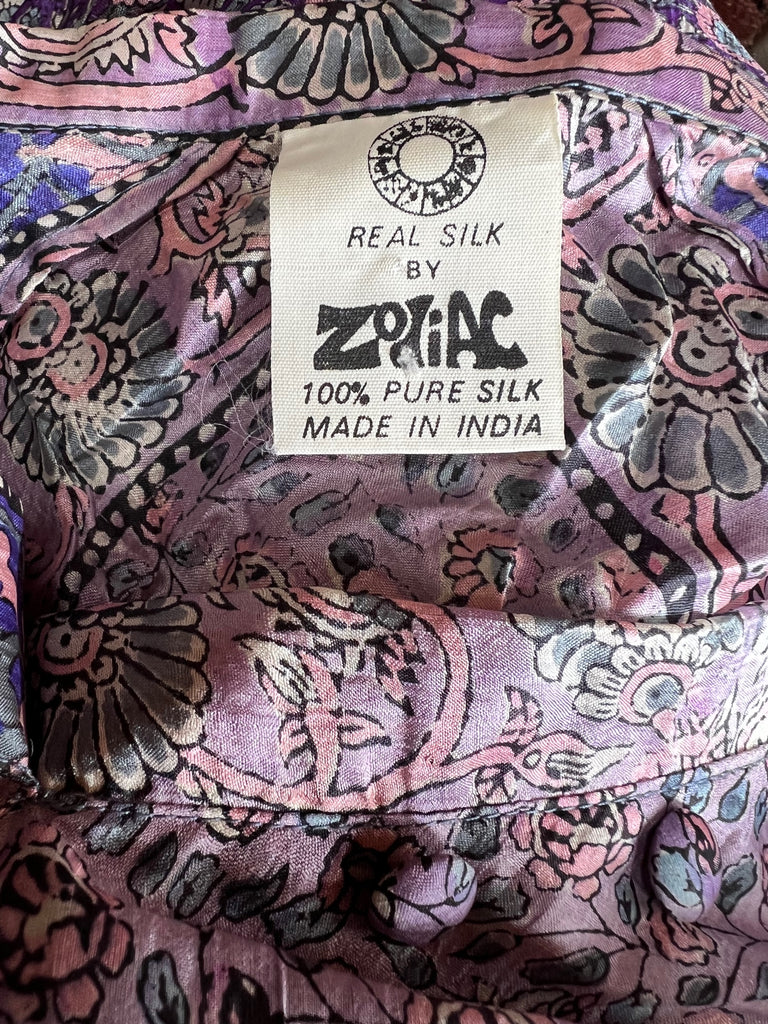 REAL SILK
BY
ZODIAC
100% PURE SILK
MADE IN INDIA